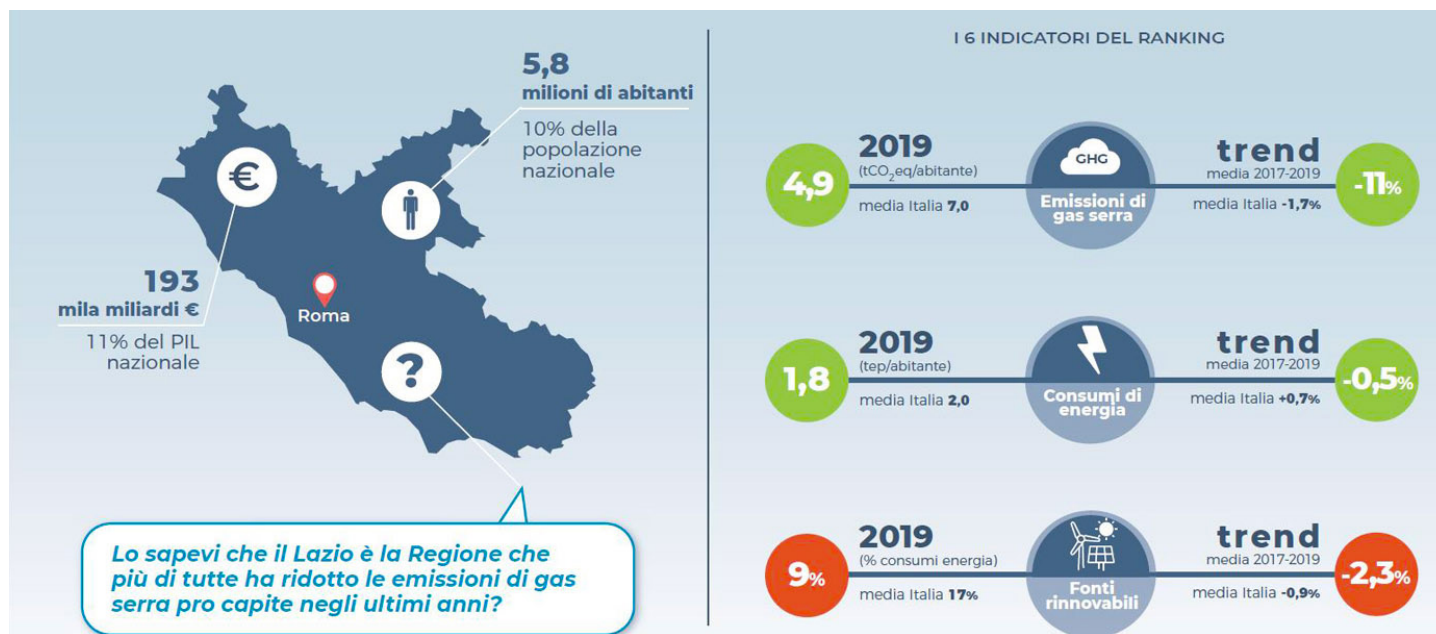 5,8
milioni di abitanti
10% della
popolazione
nazionale
€
193
mila miliardi €
11% del PIL
nazionale
Roma
?
Lo sapevi che il Lazio è la Regione che
più di tutte ha ridotto le emissioni di gas
serra pro capite negli ultimi anni?
I 6 INDICATORI DEL RANKING
4,9
2019
(tCO₂eq/abitante)
media Italia 7,0
GHG
Emissioni di
gas serra
trend
media 2017-2019
media Italia -1,7%
-11%
1,8
2019
(tep/abitante)
media Italia 2,0
Consumi di
energia
trend
media 2017-2019
media Italia +0,7%
-0,5%
9%
2019
(% consumi energia)
media Italia 17%
Fonti
rinnovabili
trend
media 2017-2019
media Italia -0,9%
-2,3%